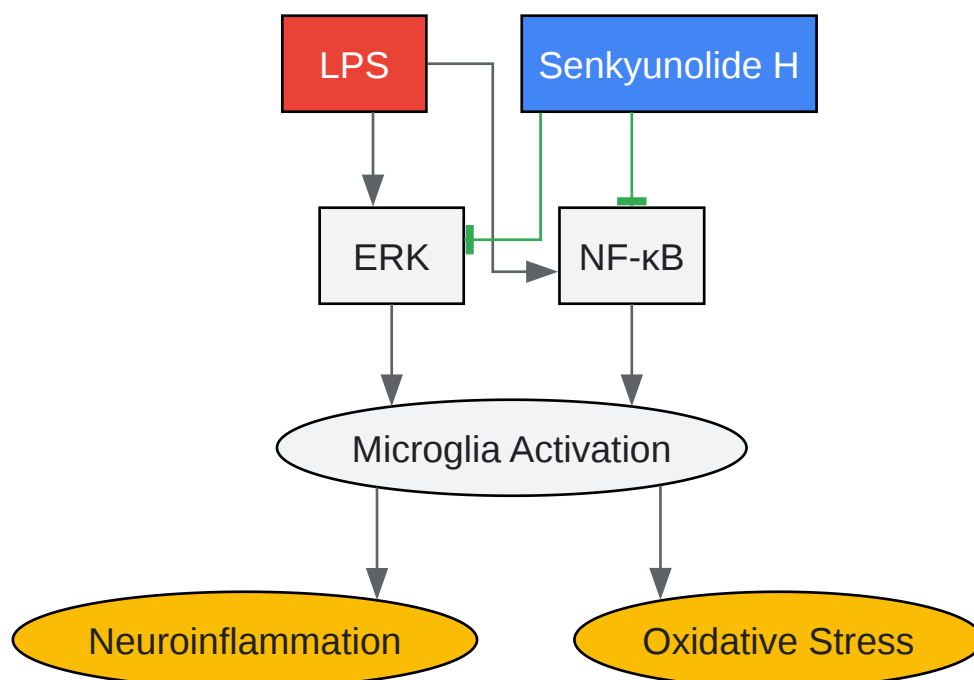 LPS
Senkyunolide H
ERK
NF-κB
Microglia Activation
Neuroinflammation
Oxidative Stress